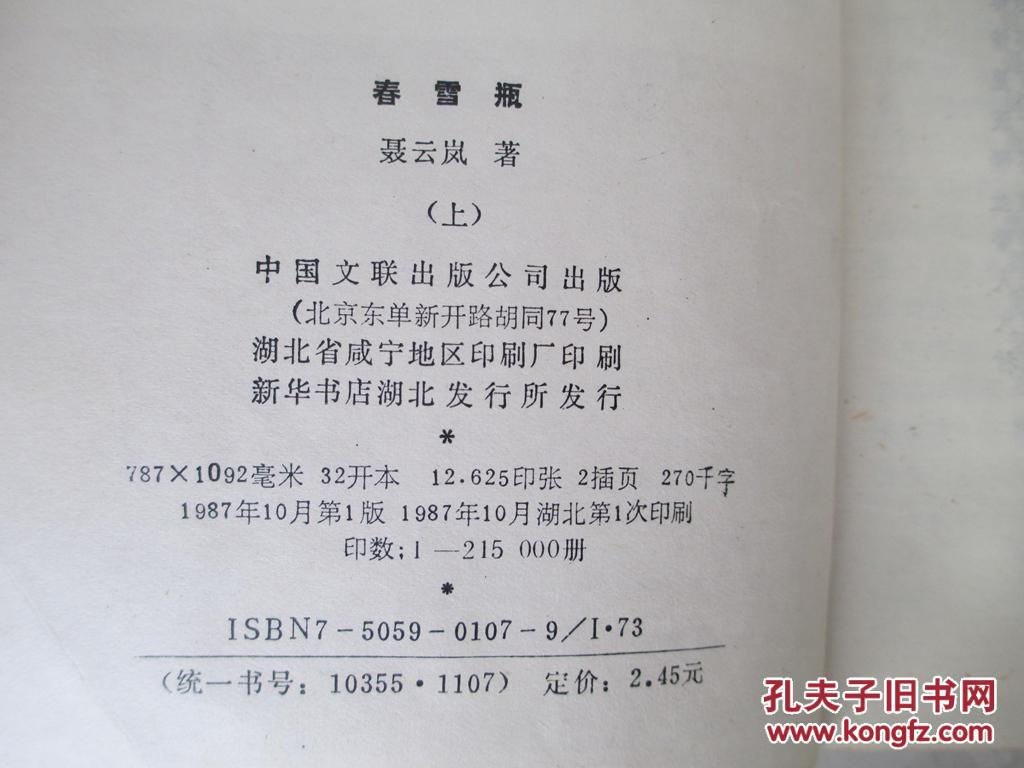 春雪瓶
聂云岚 著
(上)
中国文联出版公司出版
(北京东单新开路胡同77号)
湖北省咸宁地区印刷厂印刷
新华书店湖北发行所发行
*
787×1092毫米 32开本 12.625印张 2插页 270千字
1987年10月第1版 1987年10月湖北第1次印刷
印数:1—215 000册
*
ISBN7-5059-0107-9/I·73
(统一书号:10355·1107) 定价:2.45元
孔夫子旧书网
www.kongfz.com